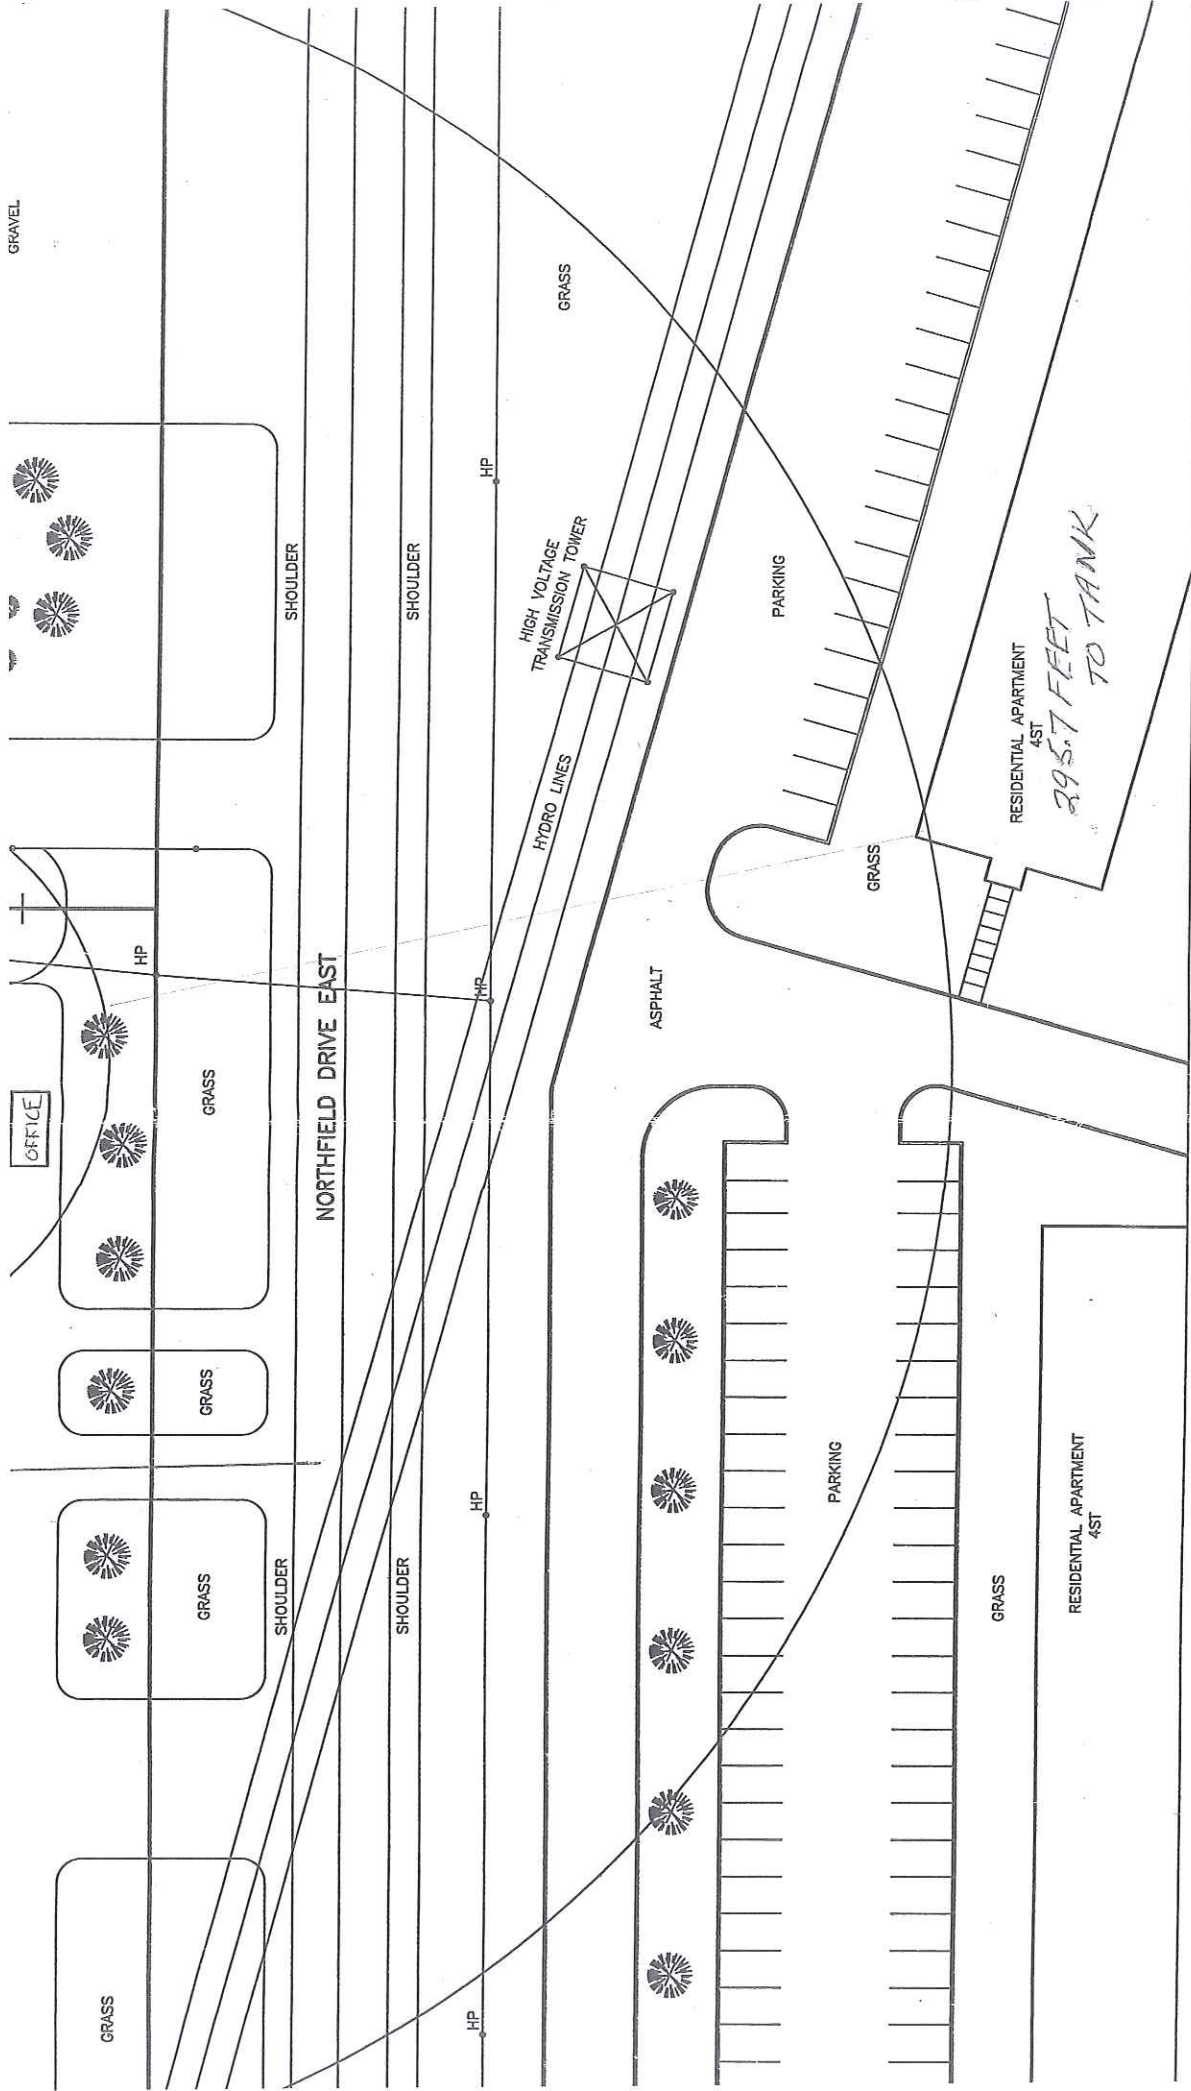 GRAVEL
SHOULDER
SHOULDER
HP
GRASS
HIGH VOLTAGE
TRANSMISSION TOWER
PARKING
HYDRO LINES
RESIDENTIAL APARTMENT
4ST
295.7 FEET
TO TANK
GRASS
HP
HP
OFFICE
GRASS
NORTHFIELD DRIVE EAST
ASPHALT
GRASS
HP
PARKING
RESIDENTIAL APARTMENT
4ST
GRASS
SHOULDER
SHOULDER
GRASS
HP
GRASS